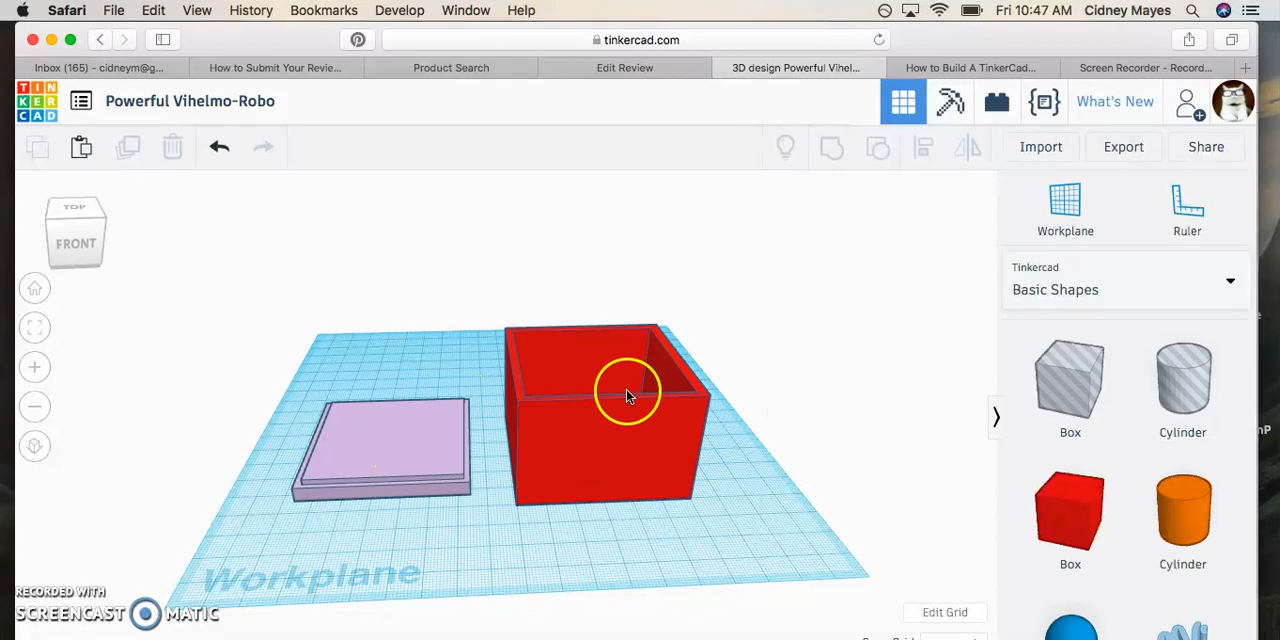 Safari File Edit View History Bookmarks Develop Window Help Fri 10:47 AM Cidney Mayes
tinkercad.com
Inbox (165) - cidneym@g... How to Submit Your Revie... Product Search Edit Review 3D design Powerful Vihel... How to Build A TinkerCad... Screen Recorder - Record...
TIN
KER
CAD
Powerful Vihelmo-Robo
What's New
Import Export Share
TOP
FRONT
Workplane Ruler
Tinkercad
Basic Shapes
Box Cylinder
Box Cylinder
Workplane
Edit Grid
RECORDED WITH
SCREENCAST MATIC